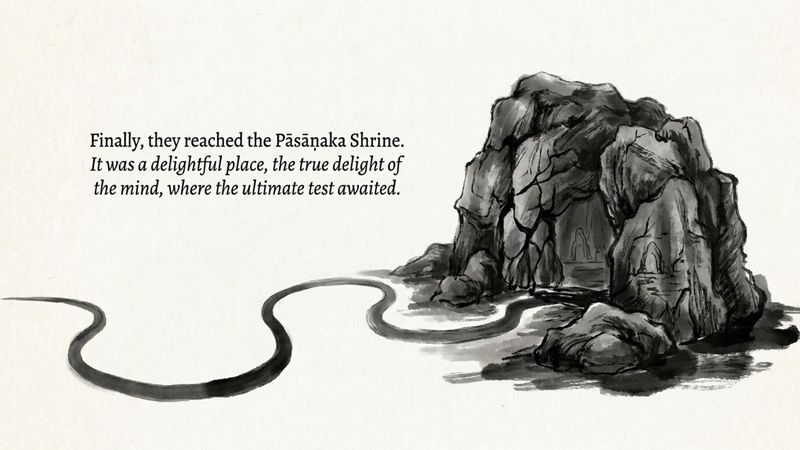 Finally, they reached the Pāsāṇaka Shrine.
It was a delightful place, the true delight of
the mind, where the ultimate test awaited.